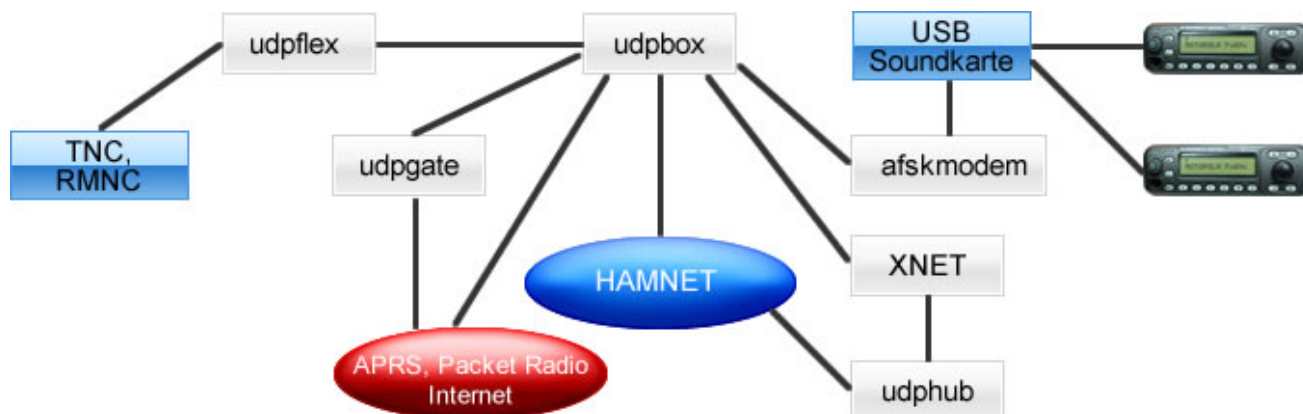 udpflex
udpbox
USB
Soundkarte
TNC,
RMNC
udpgate
afskmodem
HAMNET
XNET
APRS, Packet Radio
Internet
udphub